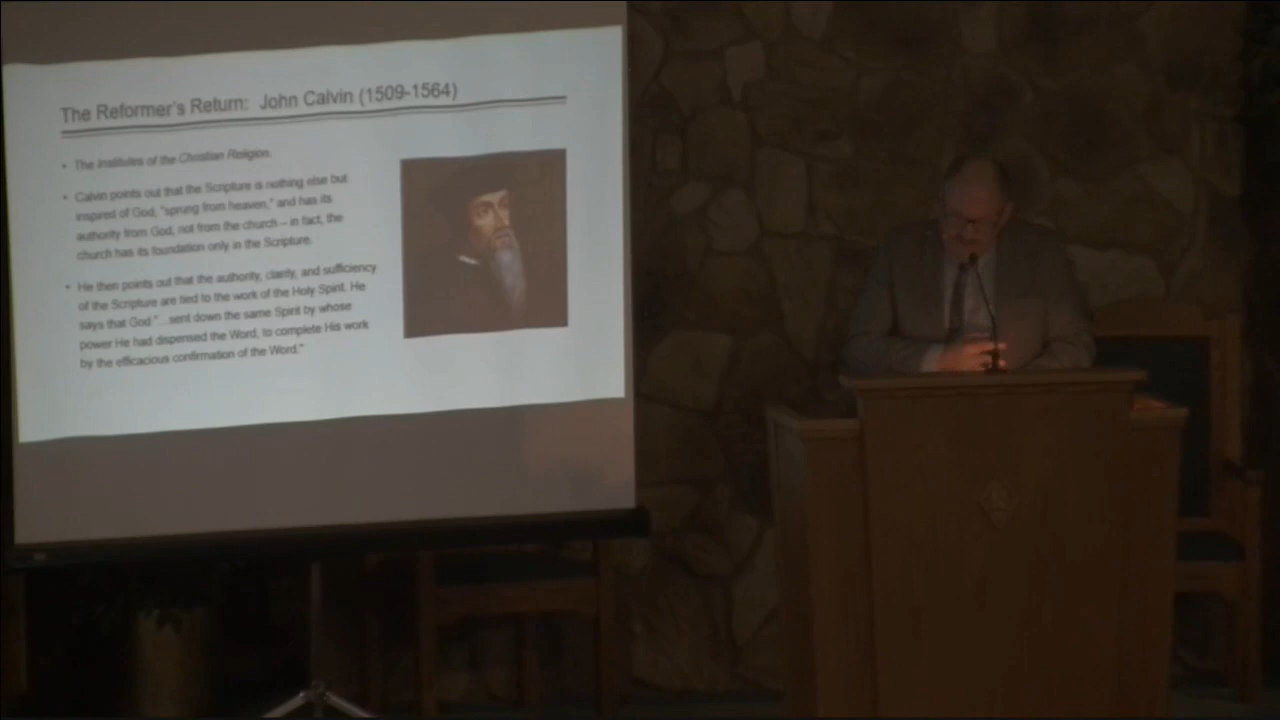 The Reformer's Return: John Calvin (1509-1564)
• The Institutes of the Christian Religion.
• Calvin points out that the Scripture is nothing else but
inspired of God, "sprung from heaven," and has its
authority from God, not from the church – in fact, the
church has its foundation only in the Scripture.
• He then points out that the authority, clarity, and sufficiency
of the Scripture are tied to the work of the Holy Spirit. He
says that God "...sent down the same Spirit by whose
power He had dispensed the Word, to complete His work
by the efficacious confirmation of the Word."